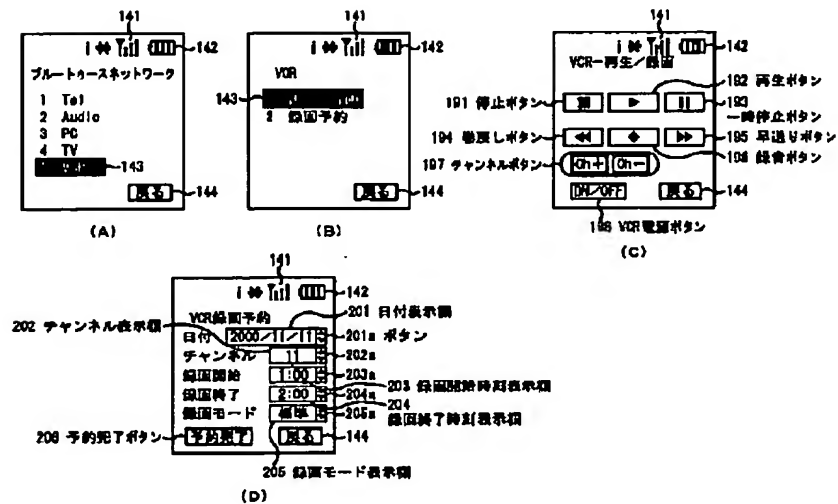 141
i
142
ブルートゥースネットワーク
1 Tel
2 Audio
3 PC
4 TV
143
戻る
144
(A)
141
i
142
VCR
143
2 録画予約
戻る
144
(B)
141
i
142
VCR-再生/録画
192 再生ボタン
191 停止ボタン
193
一時停止ボタン
194 巻戻しボタン
195 早送りボタン
197 チャンネルボタン
Ch+
Ch-
録音ボタン
ON/OFF
戻る
144
VCR電源ボタン
(C)
141
i
142
VCR録画予約
201 日付表示欄
202 チャンネル表示欄
日付 2000/11/11
201a ボタン
チャンネル 11
202a
録画開始 1:00
203a
203 録画開始時刻表示欄
録画終了 2:00
204a
204
録画終了時刻表示欄
録画モード 標準
205a
206 予約完了ボタン
予約完了
戻る
144
205 録画モード表示欄
(D)